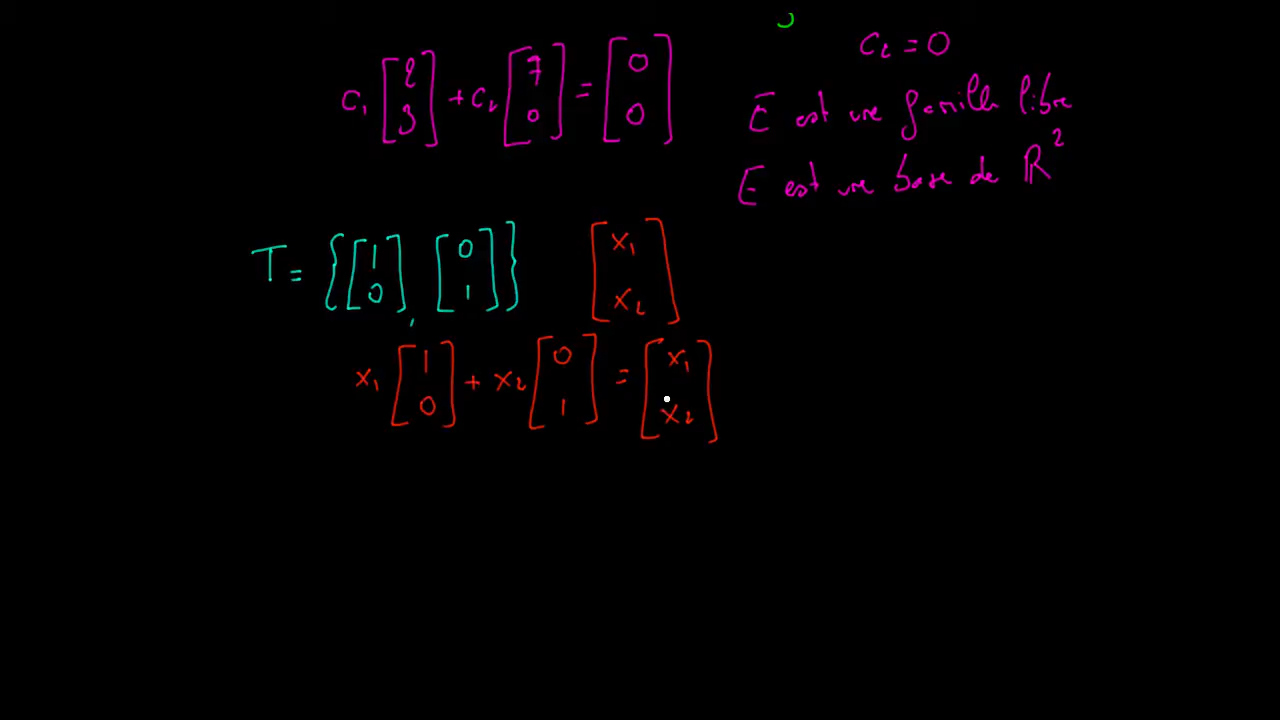 c₂ = 0
c₁ [2 3] + c₂ [7 0] = [0 0]
E est une famille libre
E est une base de R²
T = {[1 0], [0 1]} [x₁ x₂]
x₁ [1 0] + x₂ [0 1] = [x₁ x₂]